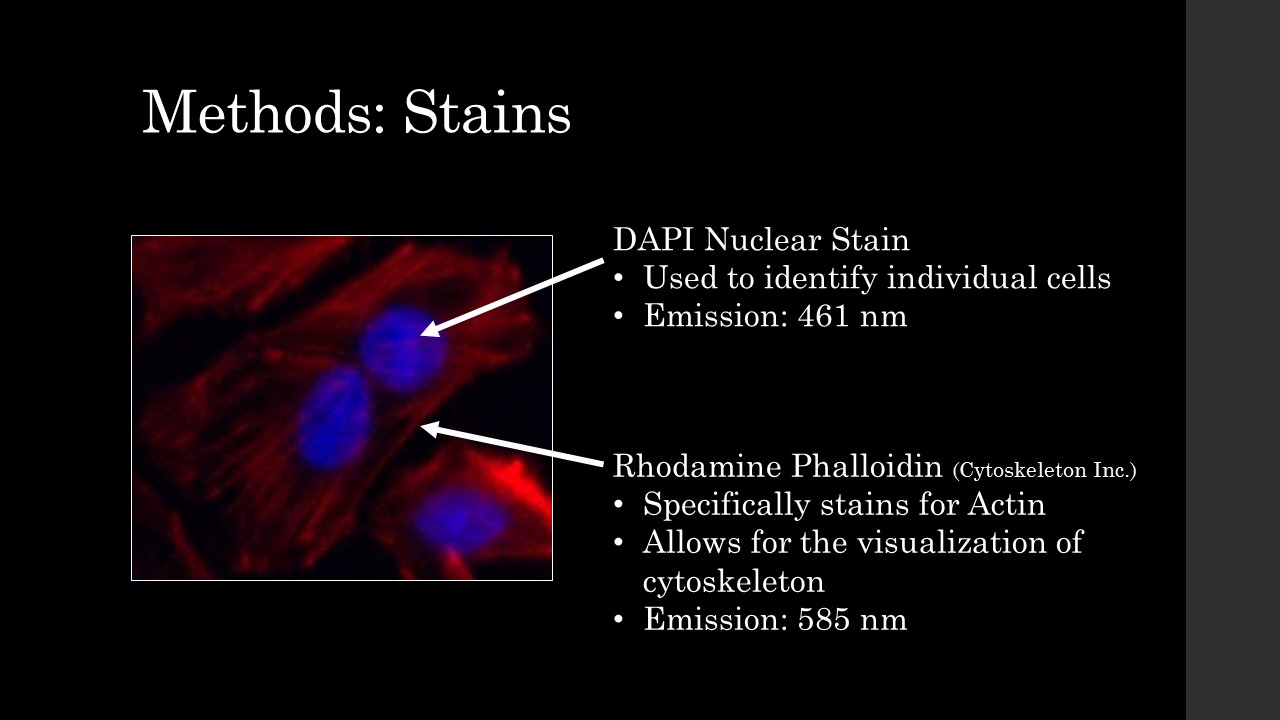 Methods: Stains
DAPI Nuclear Stain
• Used to identify individual cells
• Emission: 461 nm
Rhodamine Phalloidin (Cytoskeleton Inc.)
• Specifically stains for Actin
• Allows for the visualization of
cytoskeleton
• Emission: 585 nm